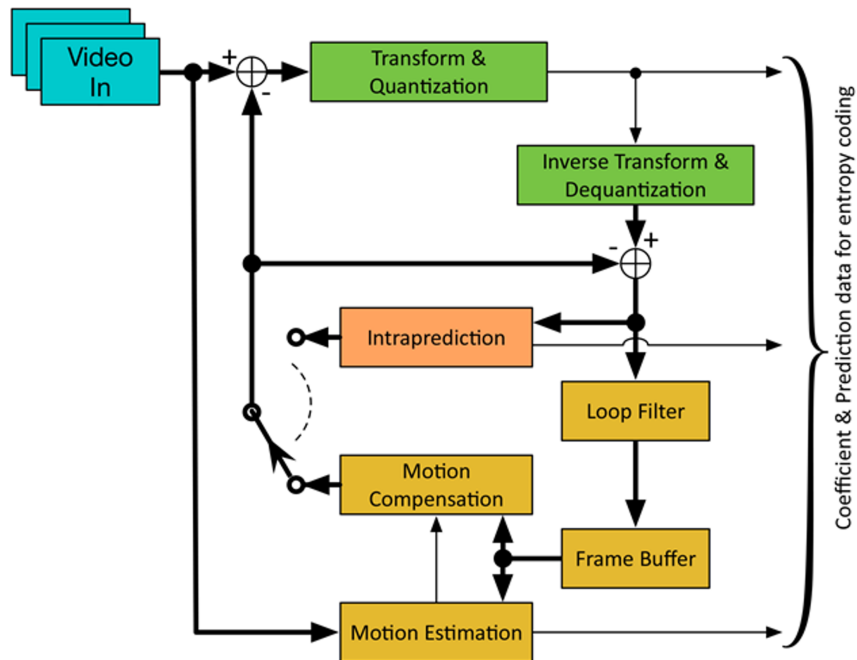 Video
In
+
-
Transform &
Quantization
Inverse Transform &
Dequantization
-
+
Intraprediction
Loop Filter
Motion
Compensation
Frame Buffer
Motion Estimation
Coefficient & Prediction data for entropy coding